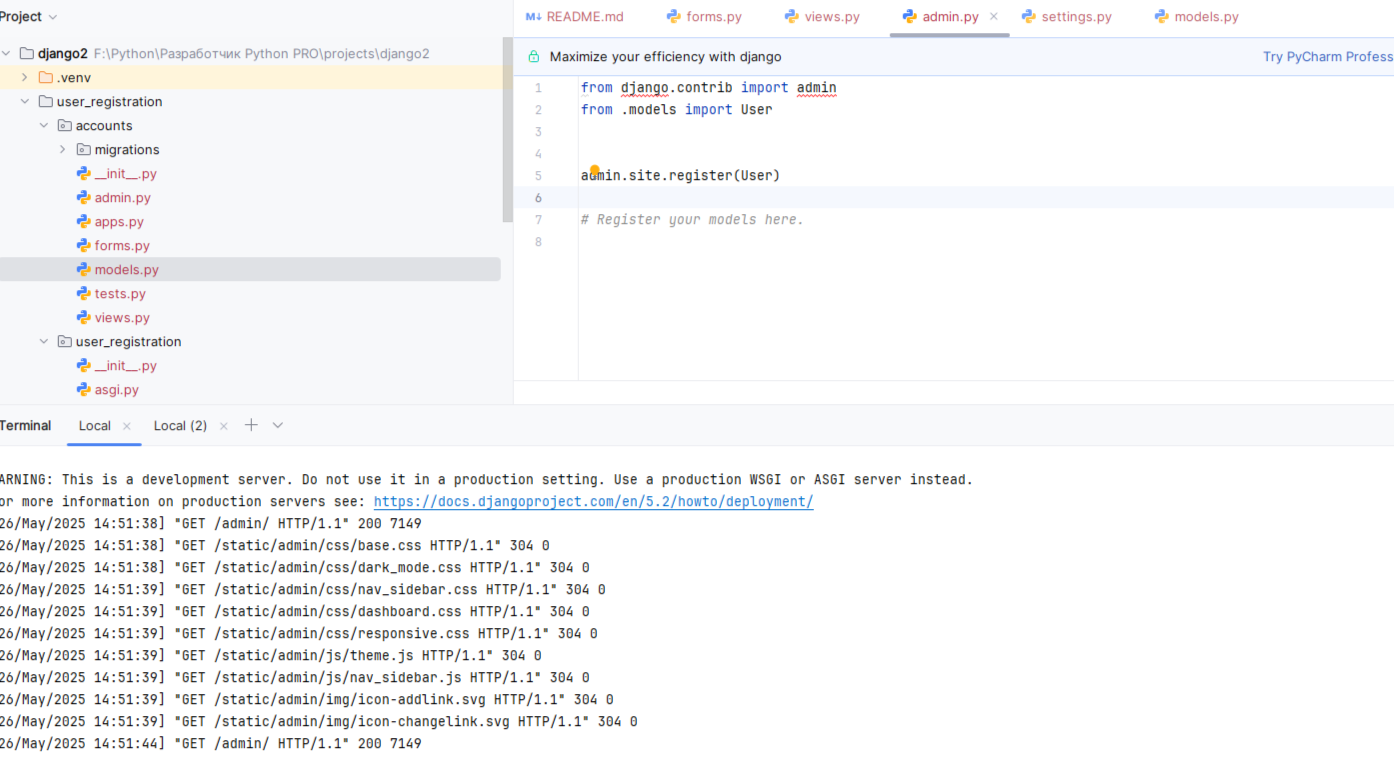 Project
README.md forms.py views.py admin.py settings.py models.py
django2 F:\Python\Разработчик Python PRO\projects\django2
.venv
user_registration
accounts
migrations
__init__.py
admin.py
apps.py
forms.py
models.py
tests.py
views.py
user_registration
__init__.py
asgi.py
Maximize your efficiency with django
Try PyCharm Profess
1 from django.contrib import admin
2 from .models import User
3
4
5 admin.site.register(User)
6
7 # Register your models here.
8
Terminal Local Local (2)
ARNING: This is a development server. Do not use it in a production setting. Use a production WSGI or ASGI server instead.
or more information on production servers see: https://docs.djangoproject.com/en/5.2/howto/deployment/
26/May/2025 14:51:38] "GET /admin/ HTTP/1.1" 200 7149
26/May/2025 14:51:38] "GET /static/admin/css/base.css HTTP/1.1" 304 0
26/May/2025 14:51:38] "GET /static/admin/css/dark_mode.css HTTP/1.1" 304 0
26/May/2025 14:51:39] "GET /static/admin/css/nav_sidebar.css HTTP/1.1" 304 0
26/May/2025 14:51:39] "GET /static/admin/css/dashboard.css HTTP/1.1" 304 0
26/May/2025 14:51:39] "GET /static/admin/css/responsive.css HTTP/1.1" 304 0
26/May/2025 14:51:39] "GET /static/admin/js/theme.js HTTP/1.1" 304 0
26/May/2025 14:51:39] "GET /static/admin/js/nav_sidebar.js HTTP/1.1" 304 0
26/May/2025 14:51:39] "GET /static/admin/img/icon-addlink.svg HTTP/1.1" 304 0
26/May/2025 14:51:39] "GET /static/admin/img/icon-changelink.svg HTTP/1.1" 304 0
26/May/2025 14:51:44] "GET /admin/ HTTP/1.1" 200 7149